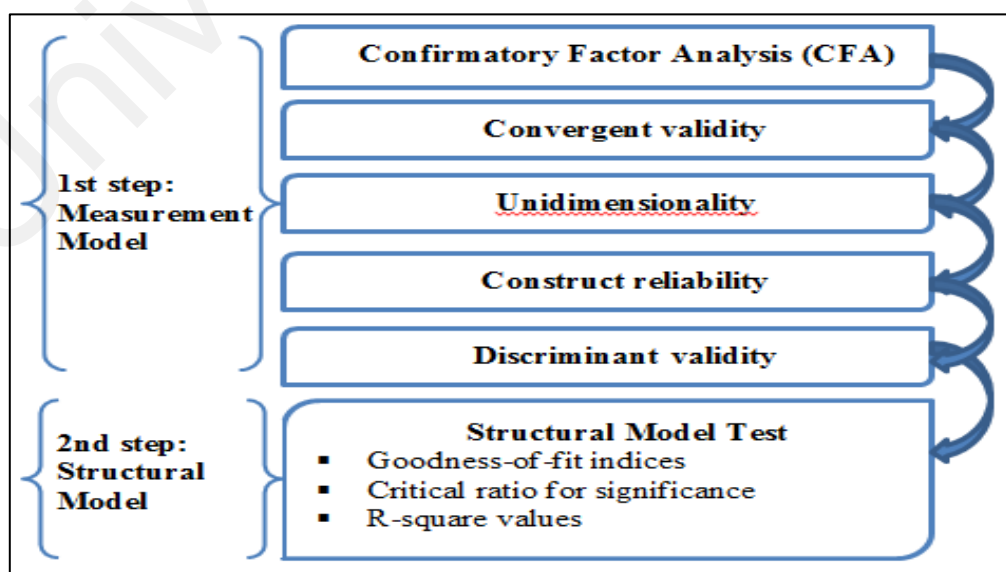 Confirmatory Factor Analysis (CFA)
Convergent validity
1st step:
Measurement
Model
Unidimensionality
Construct reliability
Discriminant validity
2nd step:
Structural
Model
Structural Model Test
▪ Goodness-of-fit indices
▪ Critical ratio for significance
▪ R-square values
Univ